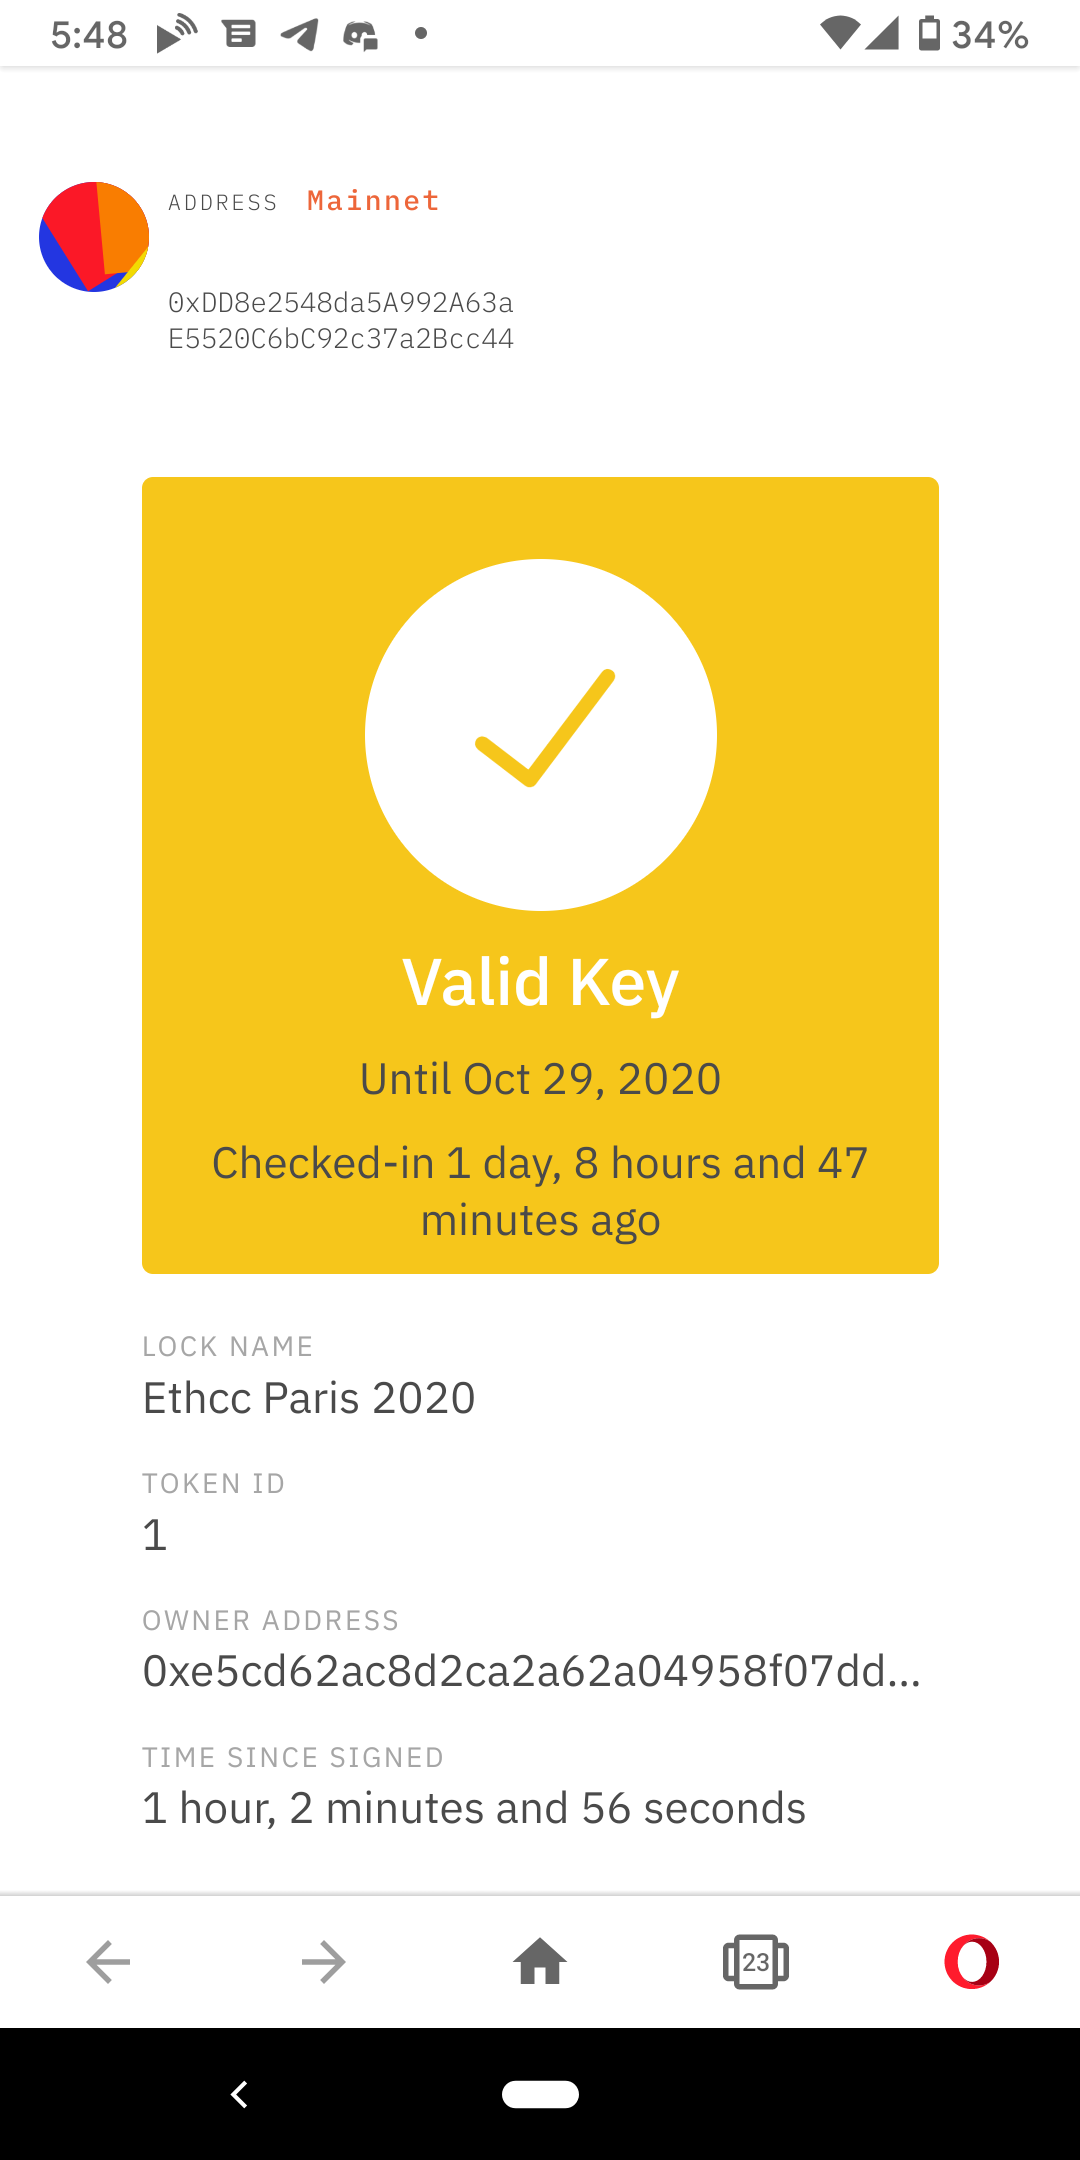 5:48
34%
ADDRESS Mainnet
0xDD8e2548da5A992A63a
E5520C6bC92c37a2Bcc44
Valid Key
Until Oct 29, 2020
Checked-in 1 day, 8 hours and 47
minutes ago
LOCK NAME
Ethcc Paris 2020
TOKEN ID
1
OWNER ADDRESS
0xe5cd62ac8d2ca2a62a04958f07dd...
TIME SINCE SIGNED
1 hour, 2 minutes and 56 seconds
23